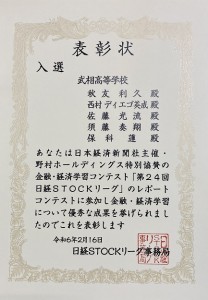 表彰状
入選
武相高等学校
秋友利久殿
西村ディエゴ英成殿
佐藤光流殿
須藤奏翔殿
保科蓮殿
あなたは日本経済新聞社主催・
野村ホールディングス特別協賛の
金融・経済学習コンテスト「第24回
日経STOCKリーグ」のレポート
コンテストに参加し金融・経済学習
について優秀な成果を挙げられまし
たのでこれを表彰します
令和6年2月16日
日経STOCKリーグ事務局